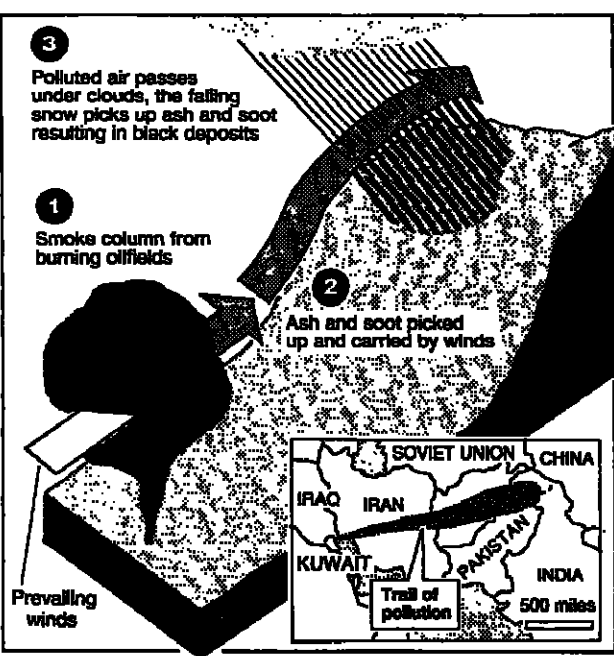 3
Polluted air passes
under clouds, the falling
snow picks up ash and soot
resulting in black deposits
1
Smoke column from
burning oilfields
2
Ash and soot picked
up and carried by winds
Prevailing
winds
SOVIET UNION
CHINA
IRAQ
IRAN
KUWAIT
PAKISTAN
INDIA
Trail of
pollution
500 miles